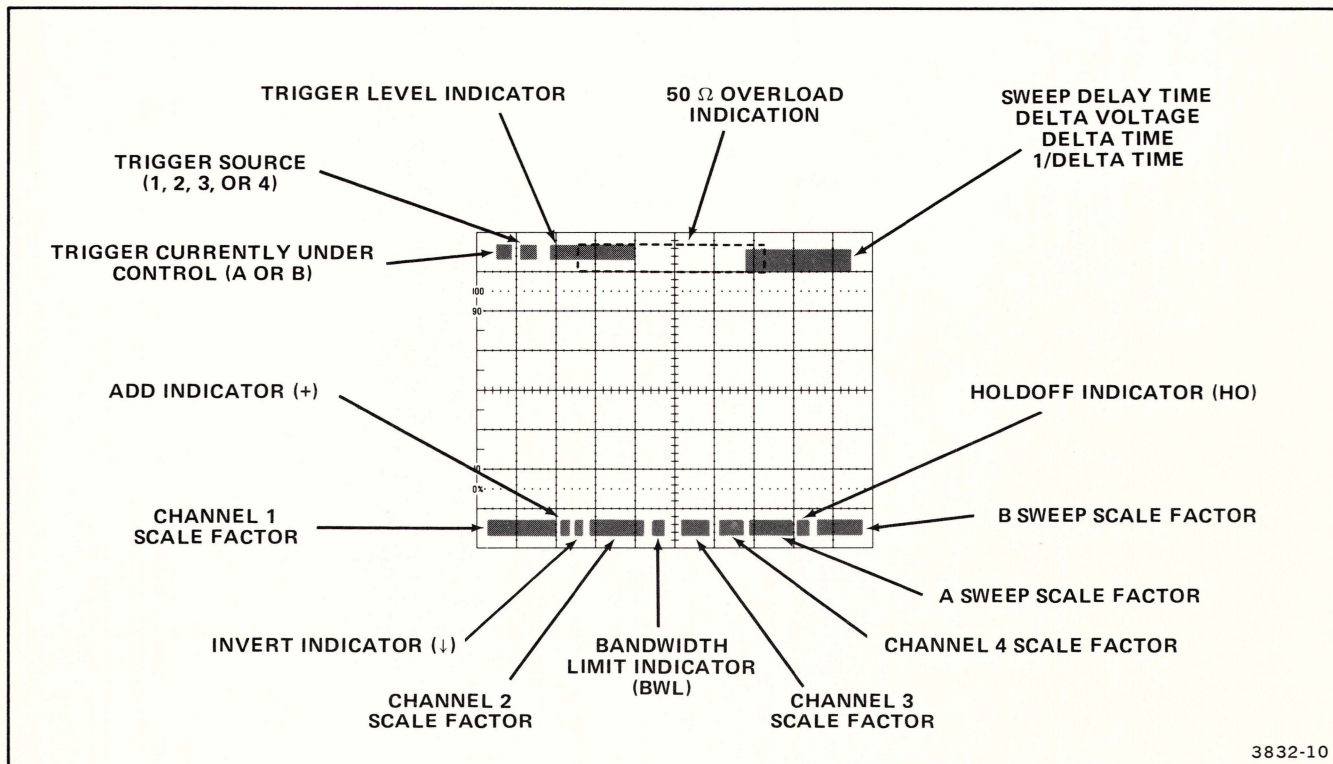 TRIGGER LEVEL INDICATOR
50 Ω OVERLOAD
INDICATION
SWEEP DELAY TIME
DELTA VOLTAGE
DELTA TIME
1/DELTA TIME
TRIGGER SOURCE
(1, 2, 3, OR 4)
TRIGGER CURRENTLY UNDER
CONTROL (A OR B)
100
90
ADD INDICATOR (+)
HOLDOFF INDICATOR (HO)
10
0%
CHANNEL 1
SCALE FACTOR
B SWEEP SCALE FACTOR
A SWEEP SCALE FACTOR
INVERT INDICATOR (↓)
BANDWIDTH
LIMIT INDICATOR
(BWL)
CHANNEL 4 SCALE FACTOR
CHANNEL 2
SCALE FACTOR
CHANNEL 3
SCALE FACTOR
3832-10